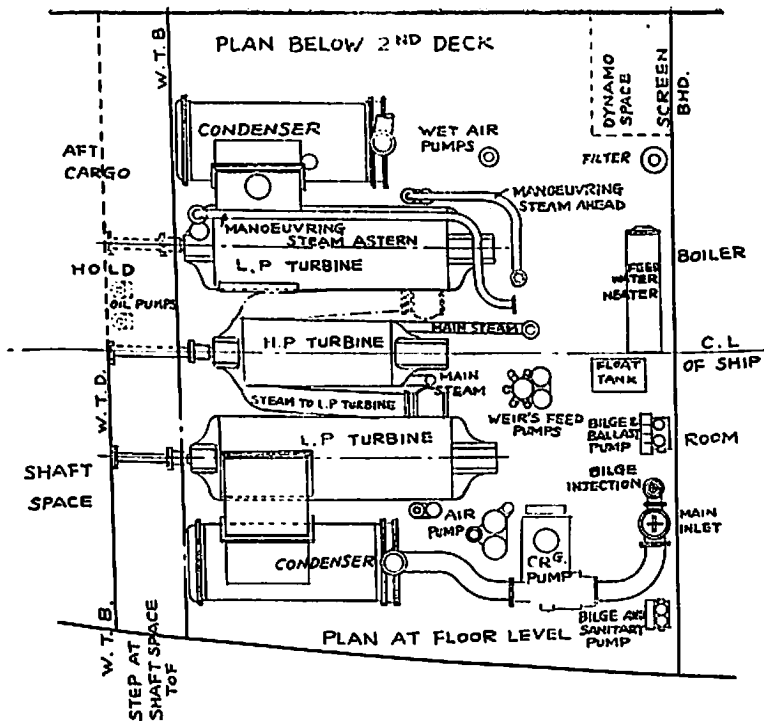 PLAN BELOW 2ND DECK
W.T.B
DYNAMO
SPACE
SCREEN
BHD.
CONDENSER
WET AIR
PUMPS
FILTER
AFT
CARGO
MANOEUVRING
STEAM AHEAD
MANOEUVRING
STEAM ASTERN
L.P TURBINE
BOILER
HOLD
OIL PUMPS
FEED
WATER
HEATER
MAIN STEAM
H.P TURBINE
C.L
OF SHIP
FLOAT
TANK
MAIN
STEAM
STEAM TO L.P TURBINE
WEIR'S FEED
PUMPS
W.T.D.
L.P TURBINE
BILGE &
BALLAST
PUMP
ROOM
SHAFT
SPACE
BILGE
INJECTION
AIR
PUMP
MAIN
INLET
CONDENSER
CRG.
PUMP
W.T.B.
PLAN AT FLOOR LEVEL
BILGE AND
SANITARY
PUMP
STEP AT
SHAFT SPACE
TOF